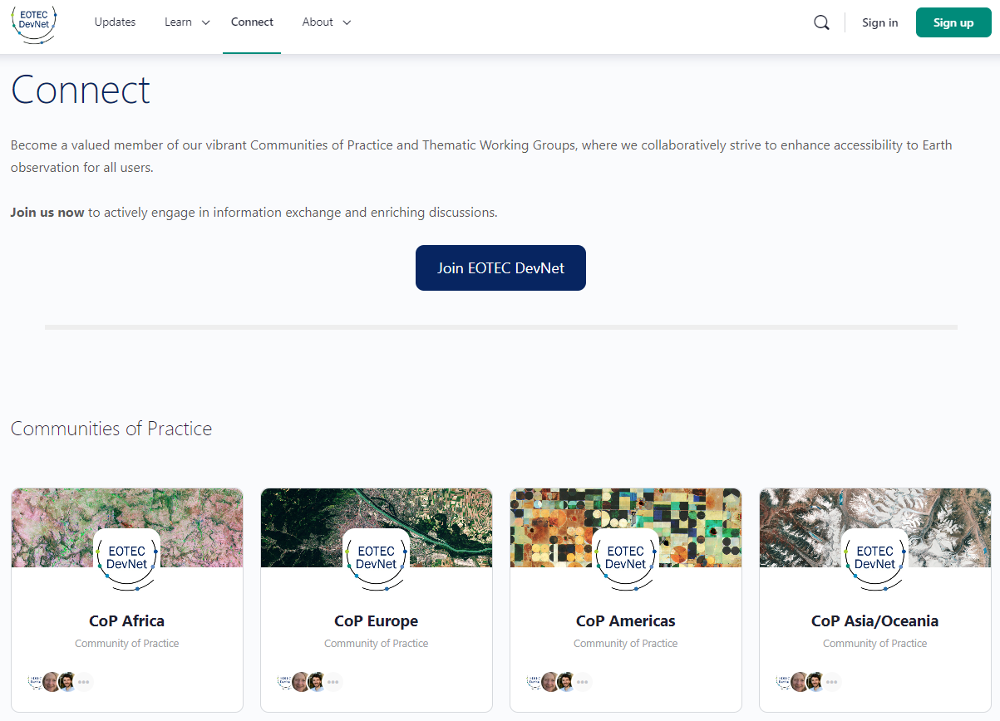 EOTEC
DevNet
Updates
Learn
Connect
About
Sign in
Sign up
Connect
Become a valued member of our vibrant Communities of Practice and Thematic Working Groups, where we collaboratively strive to enhance accessibility to Earth
observation for all users.
Join us now to actively engage in information exchange and enriching discussions.
Join EOTEC DevNet
Communities of Practice
EOTEC
DevNet
CoP Africa
Community of Practice
EOTEC
DevNet
CoP Europe
Community of Practice
EOTEC
DevNet
CoP Americas
Community of Practice
EOTEC
DevNet
CoP Asia/Oceania
Community of Practice